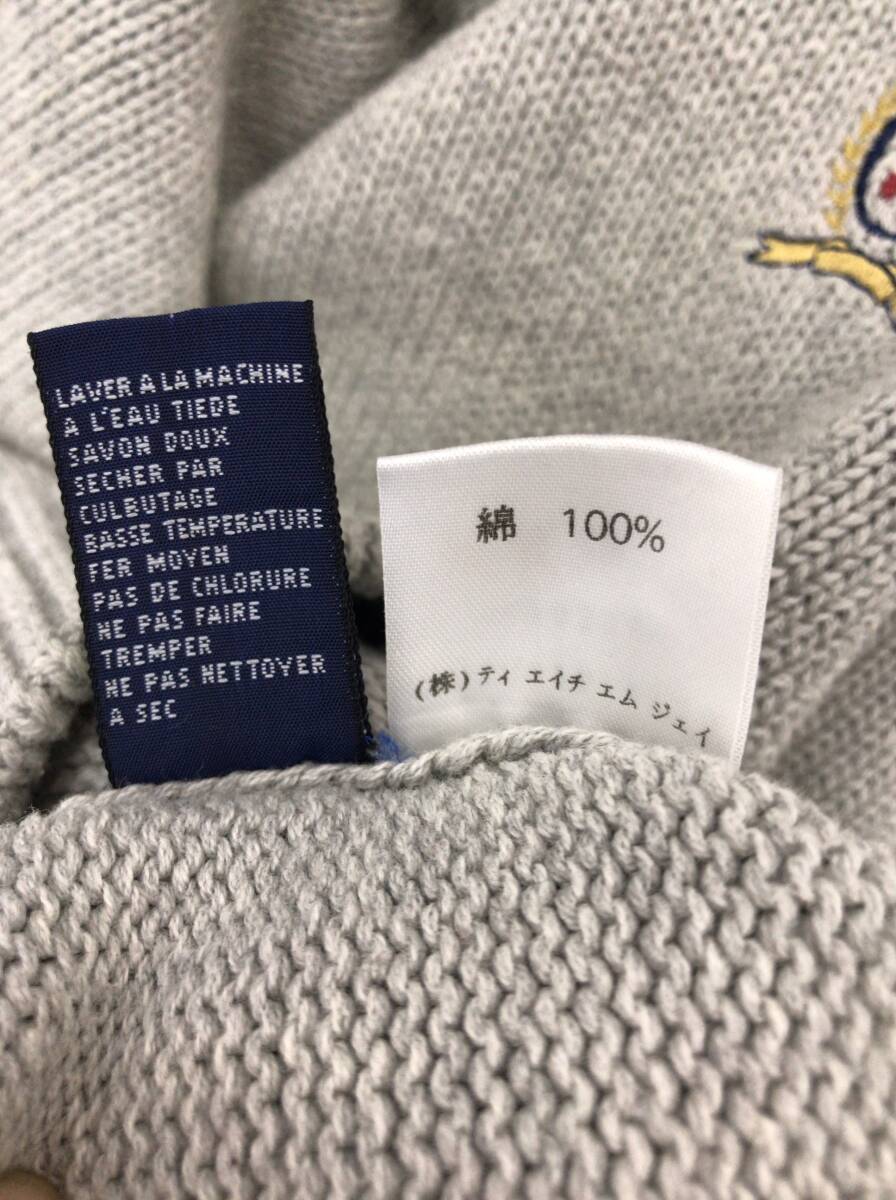 LAVER A LA MACHINE
A L'EAU TIEDE
SAVON DOUX
SECHER PAR
CULBUTAGE
BASSE TEMPERATURE
FER MOYEN
PAS DE CHLORURE
NE PAS FAIRE
TREMPER
NE PAS NETTOYER
A SEC
綿 100%
(株)ティ エイチ エム ジェイ